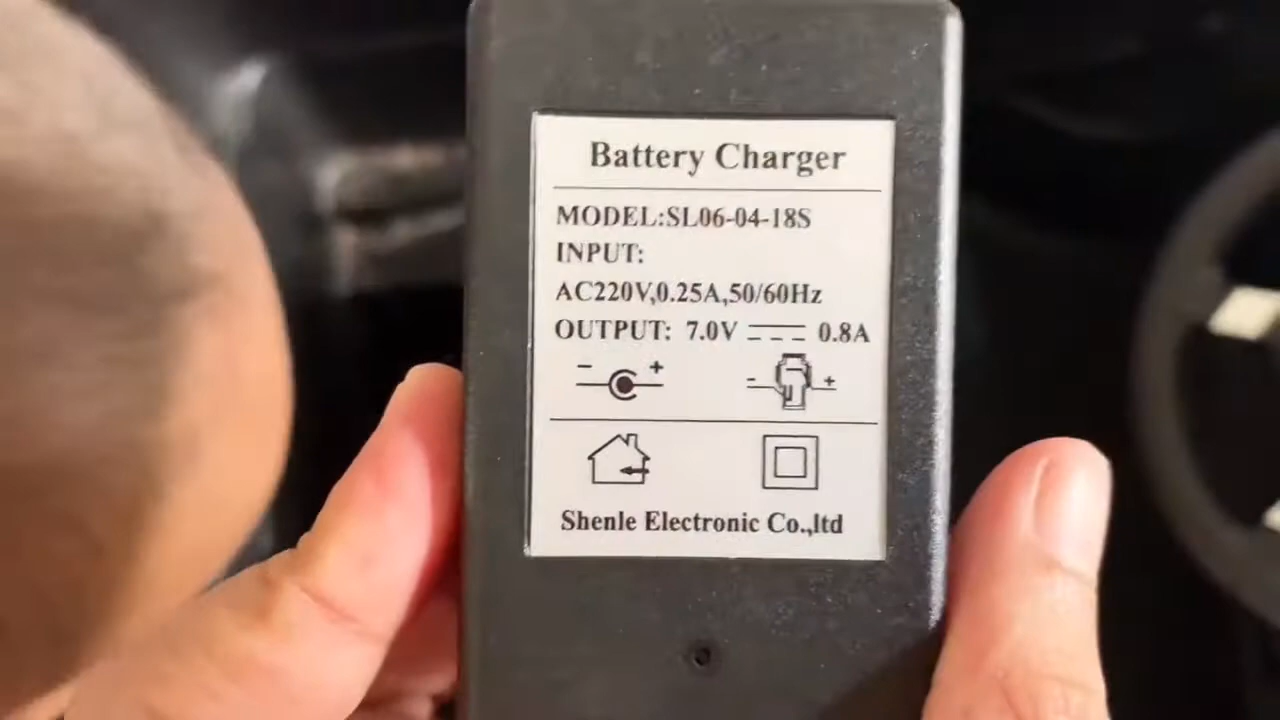 Battery Charger
MODEL:SL06-04-18S
INPUT:
AC220V,0.25A,50/60Hz
OUTPUT: 7.0V 0.8A
- +
- +
Shenle Electronic Co.,ltd